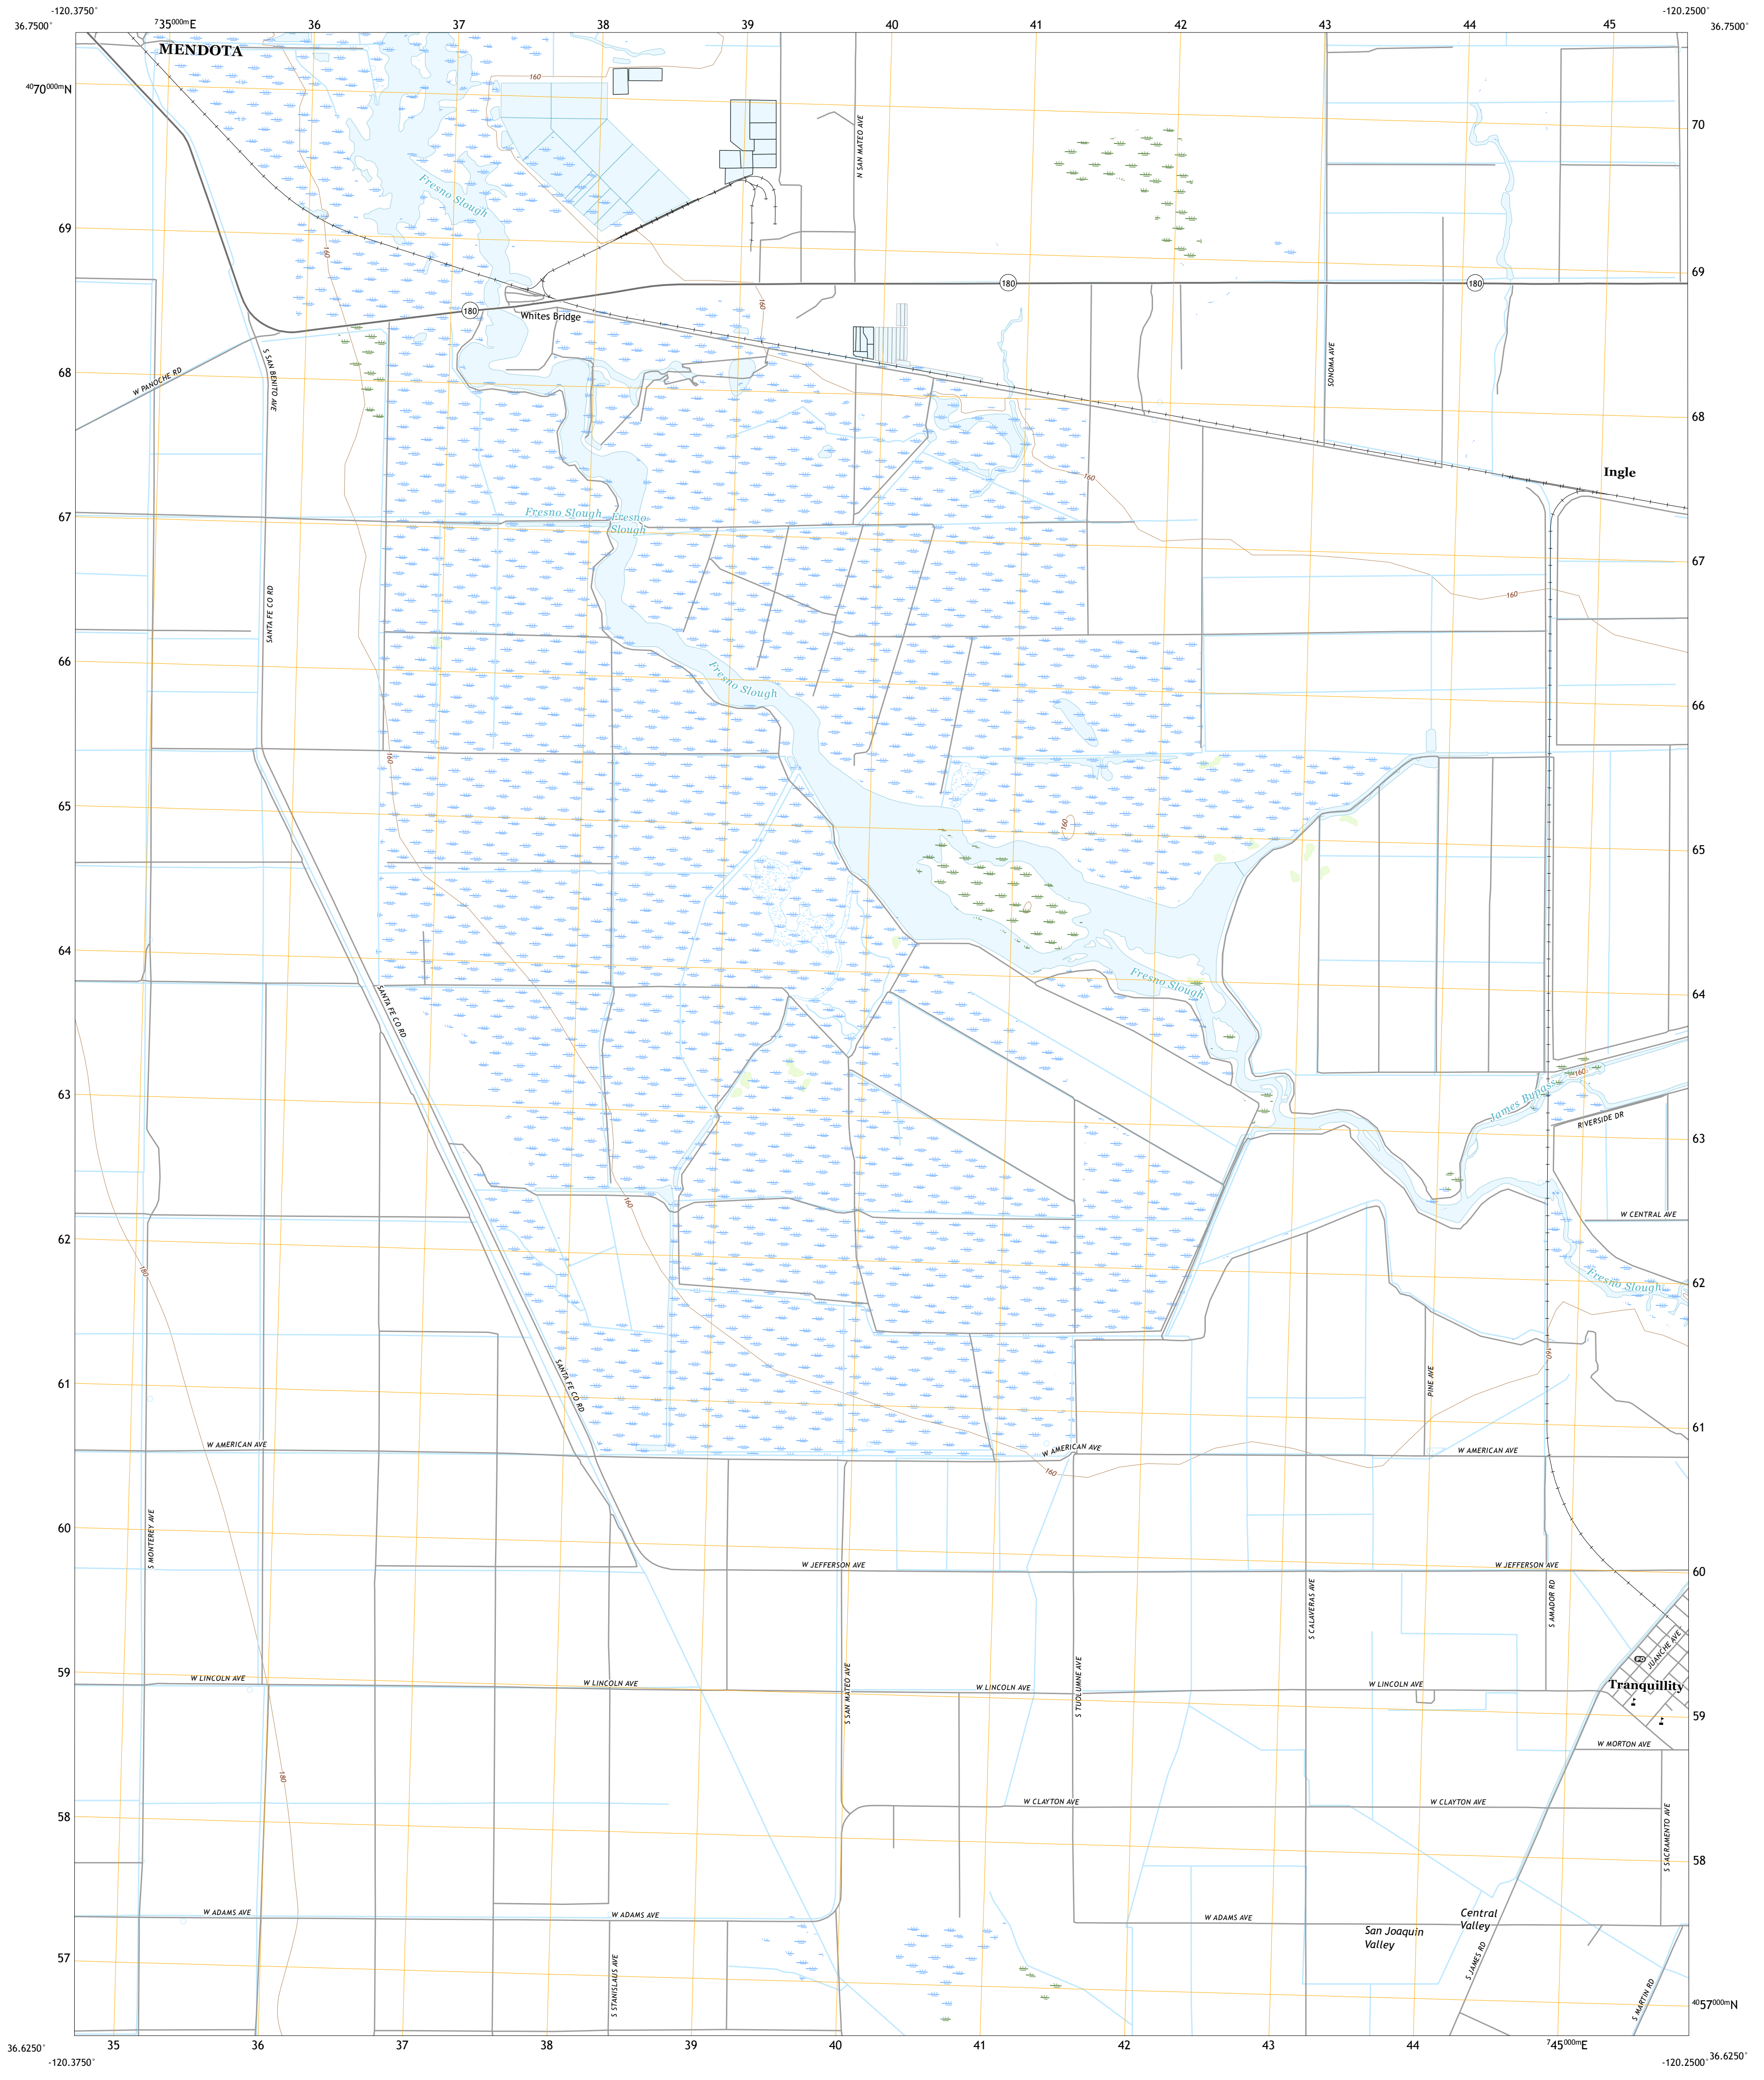 -120.3750°
-120.2500°
36.7500°
⁷35⁰⁰⁰ᵐE
36
37
38
39
40
41
42
43
44
45
36.7500°
MENDOTA
160
⁴⁰70⁰⁰⁰ᵐN
N SAN MATEO AVE
70
Fresno Slough
69
160
69
180
180
160
180
Whites Bridge
68
W PANOCHE RD
S SAN BENITO AVE
SONOMA AVE
68
Ingle
160
67
Fresno Slough
Fresno
Slough
67
SANTA FE CO RD
160
66
Fresno Slough
66
160
65
160
65
64
Fresno Slough
64
SANTA FE CO RD
63
160
James Bypass
RIVERSIDE DR
63
160
W CENTRAL AVE
62
180
Fresno Slough
62
160
61
SANTA FE CO RD
PINE AVE
61
W AMERICAN AVE
W AMERICAN AVE
W AMERICAN AVE
160
60
S MONTEREY AVE
W JEFFERSON AVE
W JEFFERSON AVE
60
S CALAVERAS AVE
S AMADOR RD
JUANCHE AVE
59
W LINCOLN AVE
W LINCOLN AVE
W LINCOLN AVE
W LINCOLN AVE
Tranquillity
S SAN MATEO AVE
S TUOLUMNE AVE
59
W MORTON AVE
180
58
W CLAYTON AVE
W CLAYTON AVE
S SACRAMENTO AVE
58
W ADAMS AVE
W ADAMS AVE
W ADAMS AVE
Central
Valley
San Joaquin
Valley
57
S STANISLAUS AVE
S JAMES RD
S MARTIN RD
⁴⁰57⁰⁰⁰ᵐN
36.6250°
35
36
37
38
39
40
41
42
43
44
⁷45⁰⁰⁰ᵐE
36.6250°
-120.3750°
-120.2500°